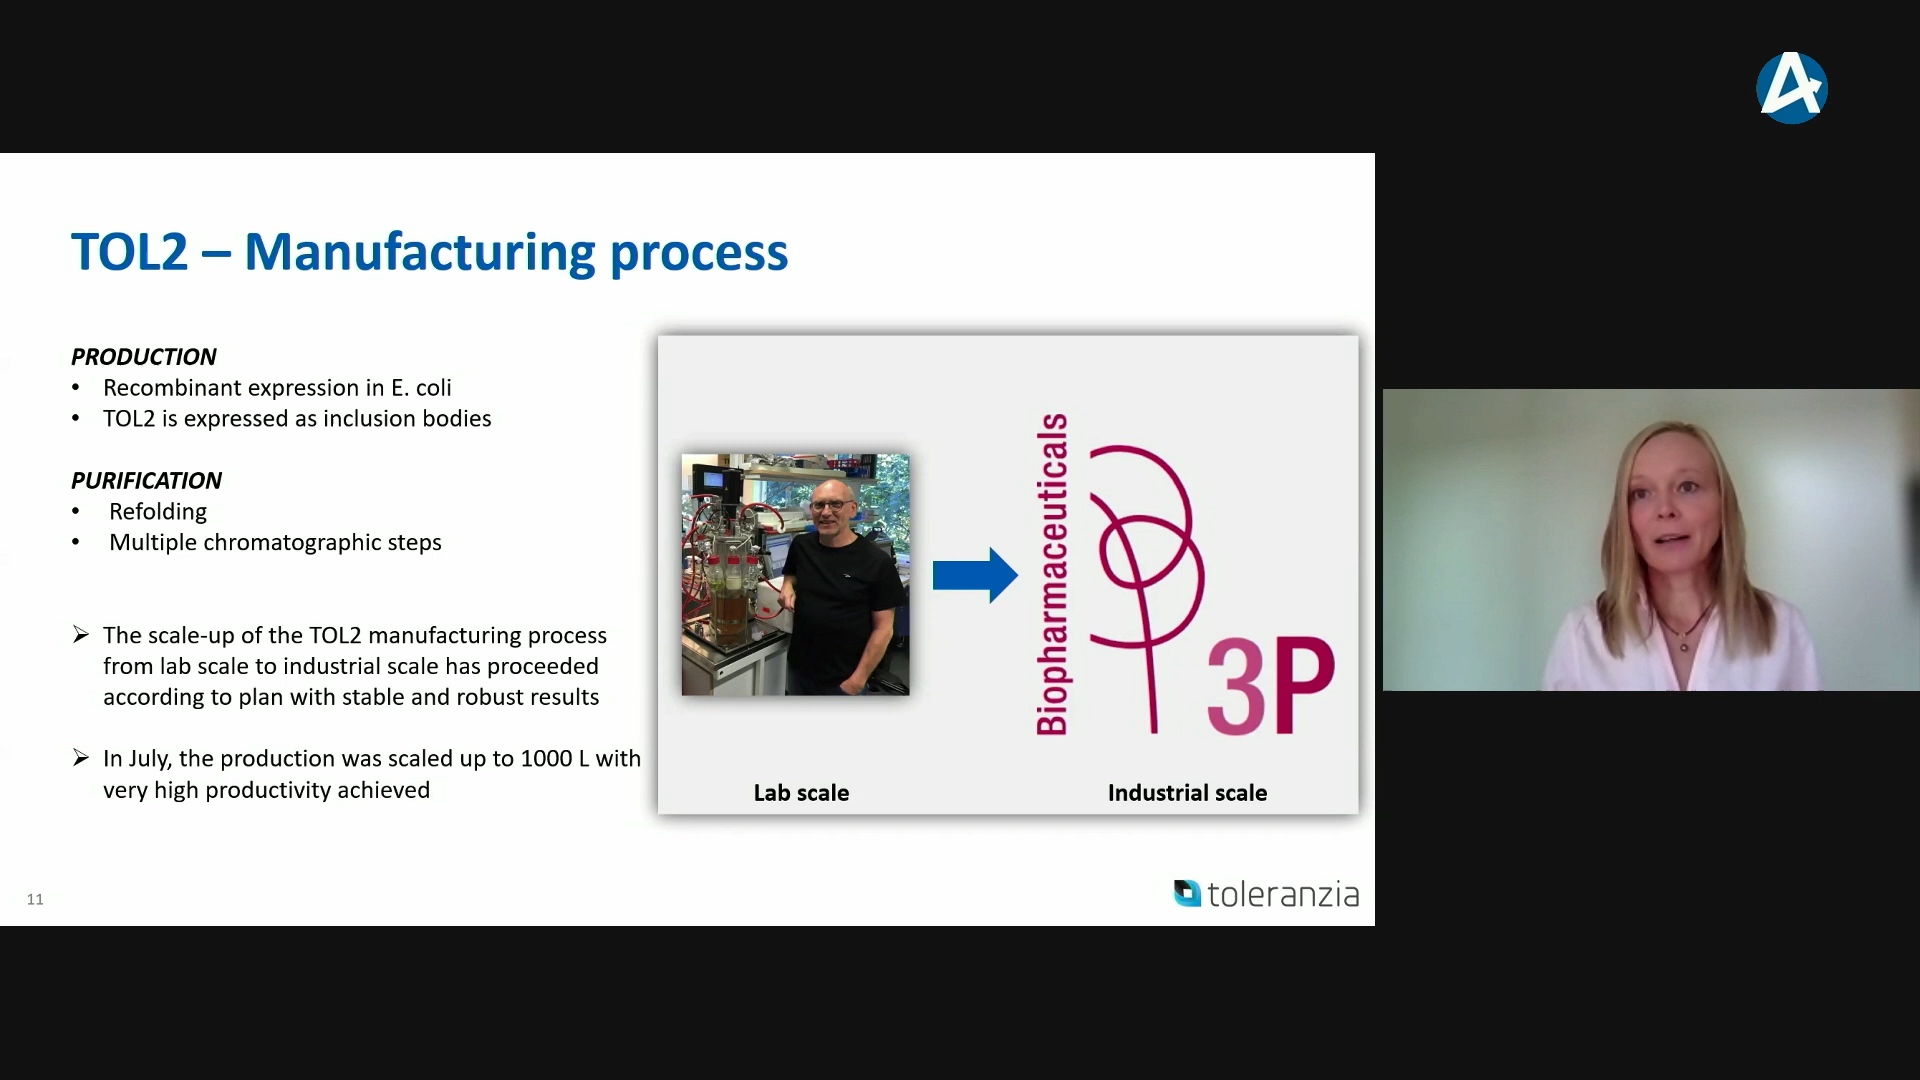 TOL2 – Manufacturing process
PRODUCTION
• Recombinant expression in E. coli
• TOL2 is expressed as inclusion bodies
PURIFICATION
• Refolding
• Multiple chromatographic steps
➢ The scale-up of the TOL2 manufacturing process
from lab scale to industrial scale has proceeded
according to plan with stable and robust results
➢ In July, the production was scaled up to 1000 L with
very high productivity achieved
Biopharmaceuticals
3P
Lab scale
Industrial scale
11
toleranzia